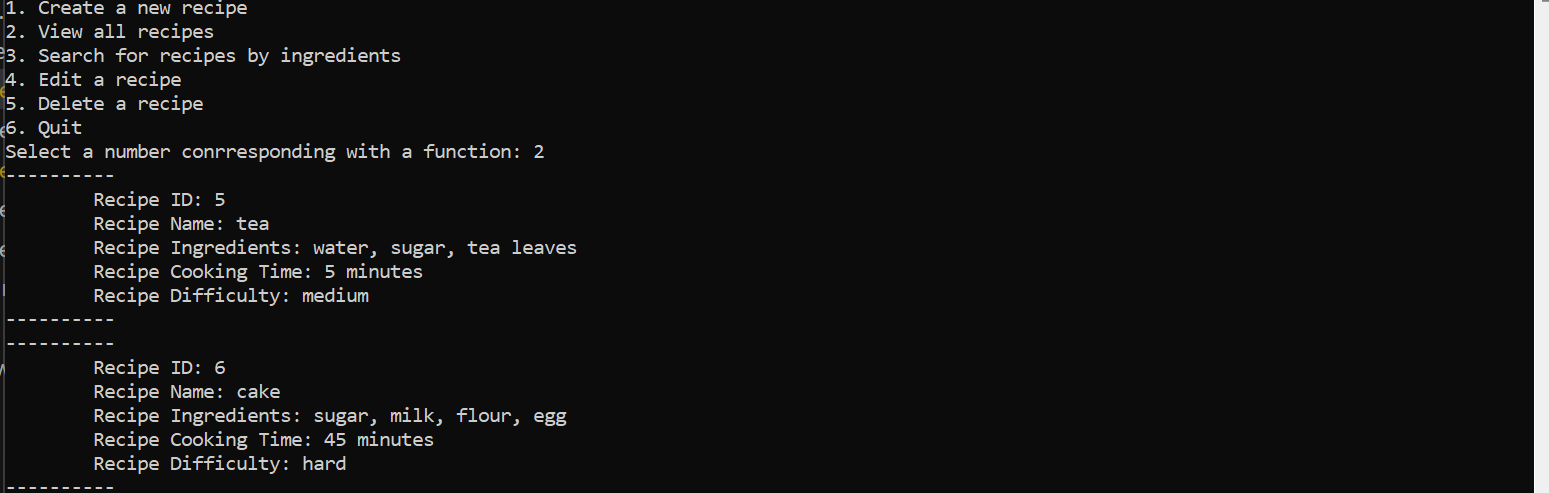 1. Create a new recipe
2. View all recipes
3. Search for recipes by ingredients
4. Edit a recipe
5. Delete a recipe
6. Quit
Select a number conrresponding with a function: 2
----------
Recipe ID: 5
Recipe Name: tea
Recipe Ingredients: water, sugar, tea leaves
Recipe Cooking Time: 5 minutes
Recipe Difficulty: medium
----------
----------
Recipe ID: 6
Recipe Name: cake
Recipe Ingredients: sugar, milk, flour, egg
Recipe Cooking Time: 45 minutes
Recipe Difficulty: hard
----------